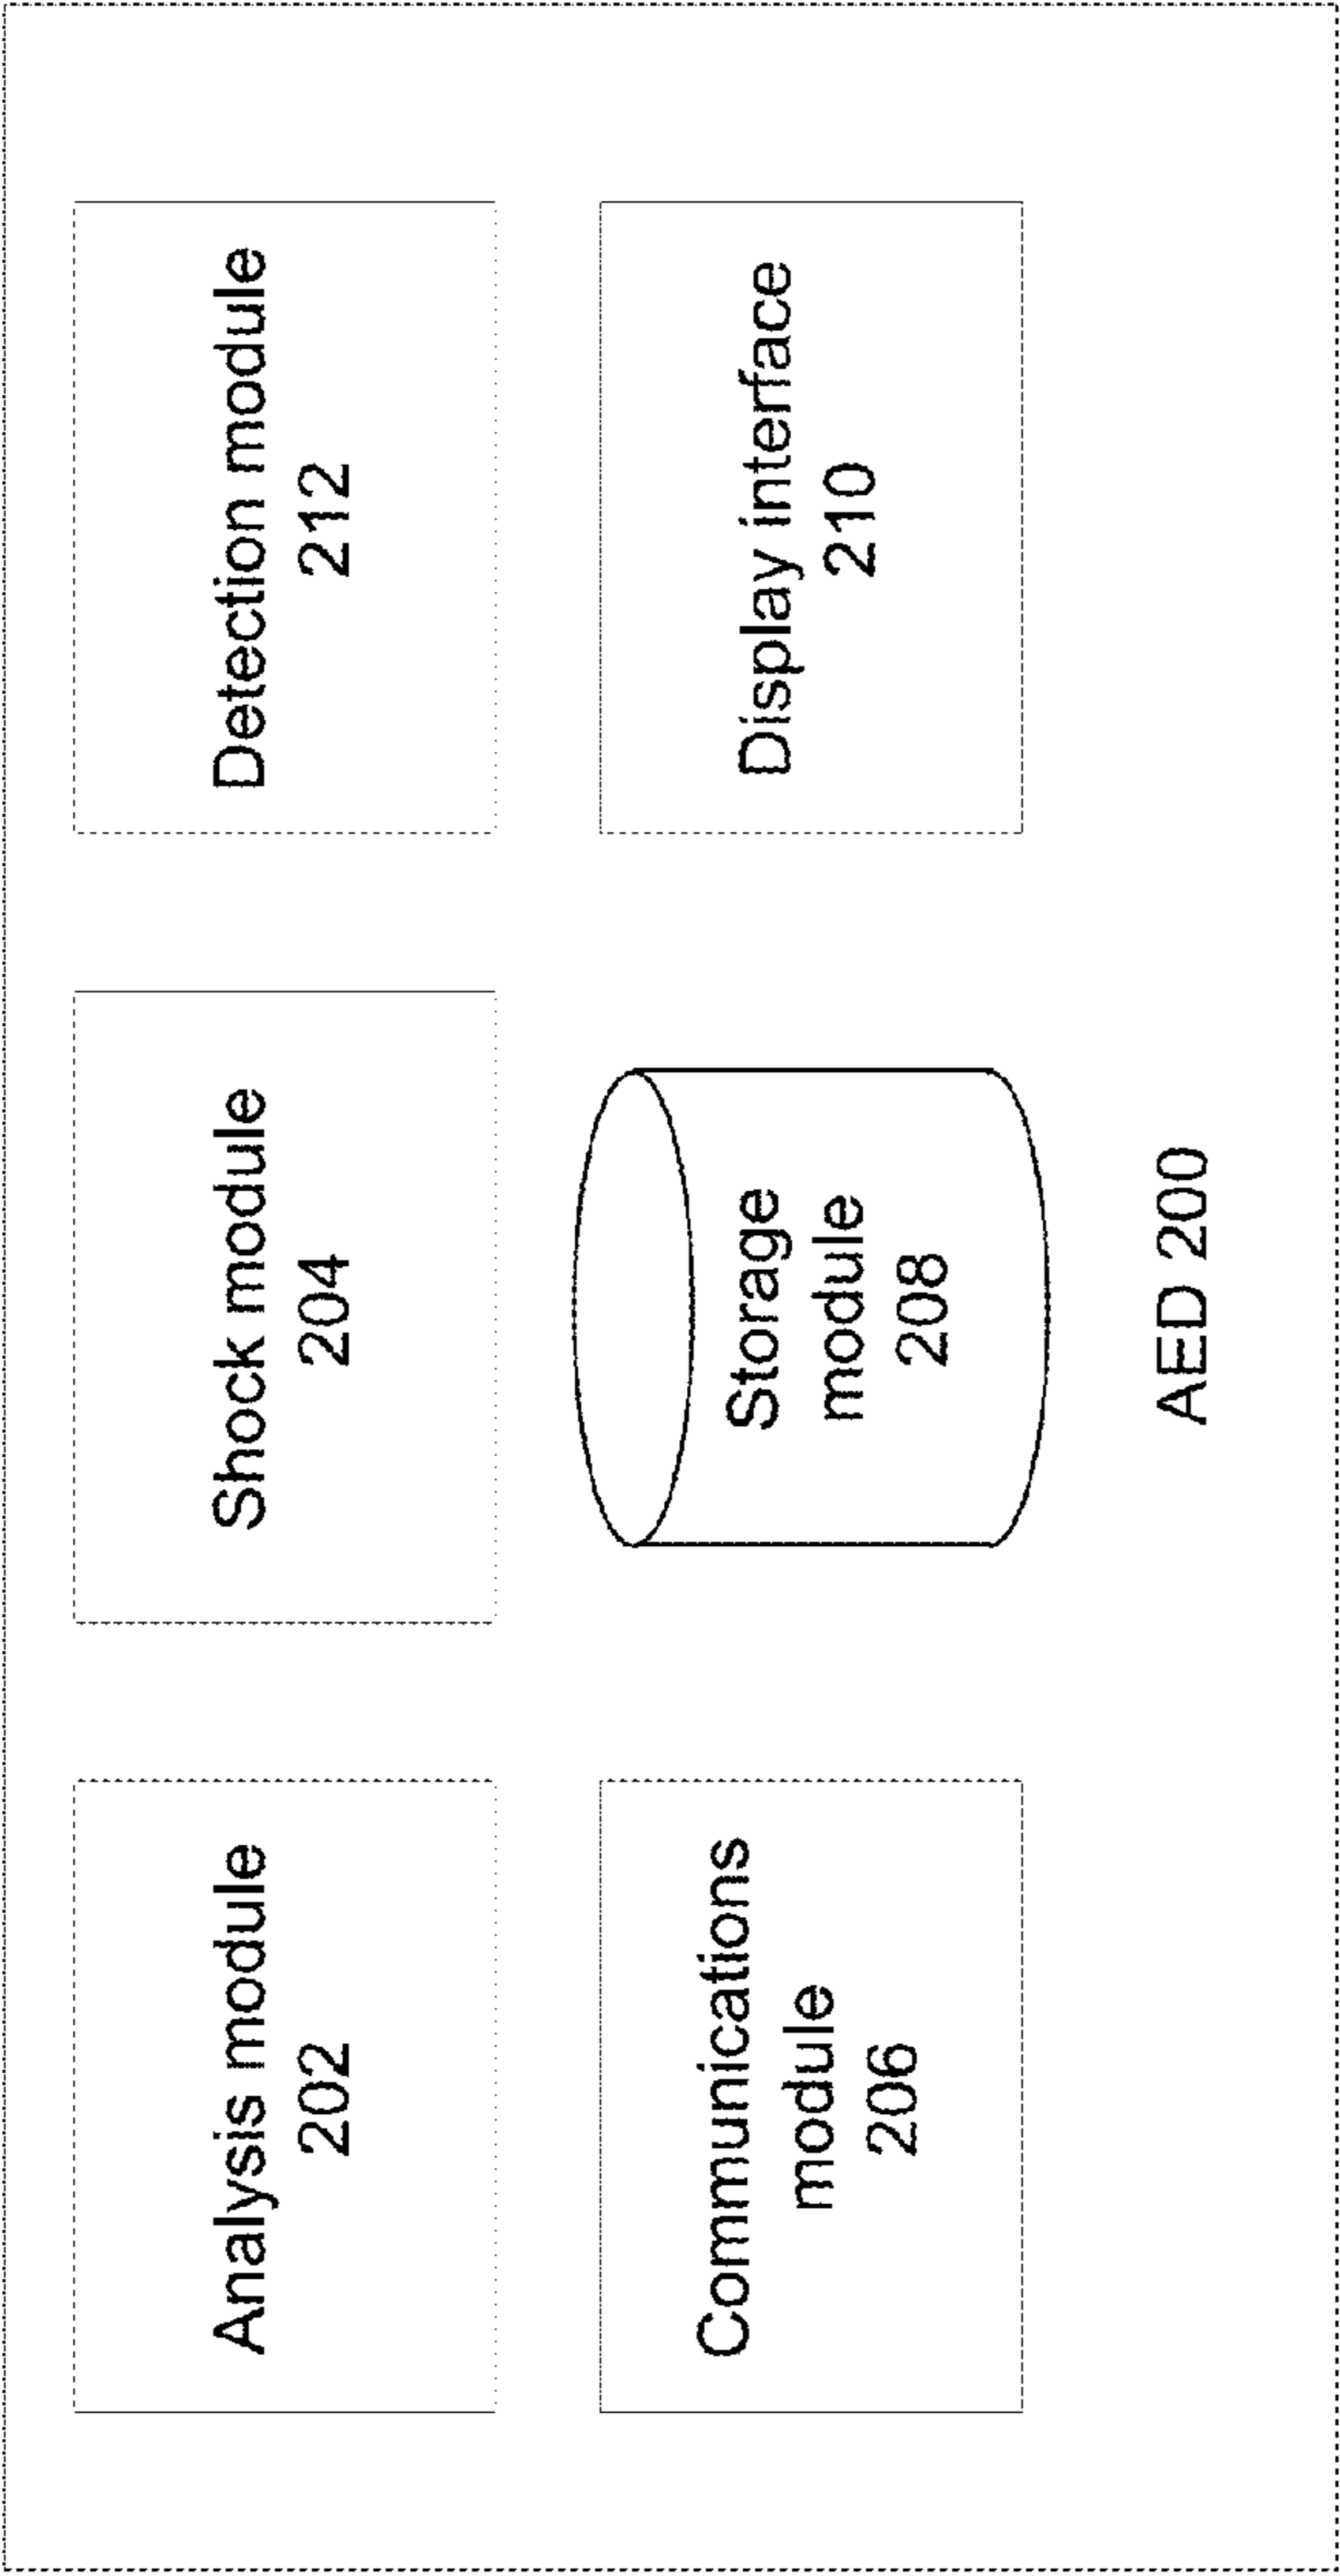 Analysis module
202
Shock module
204
Detection module
212
Communications
module
206
Storage
module
208
Display interface
210
AED 200